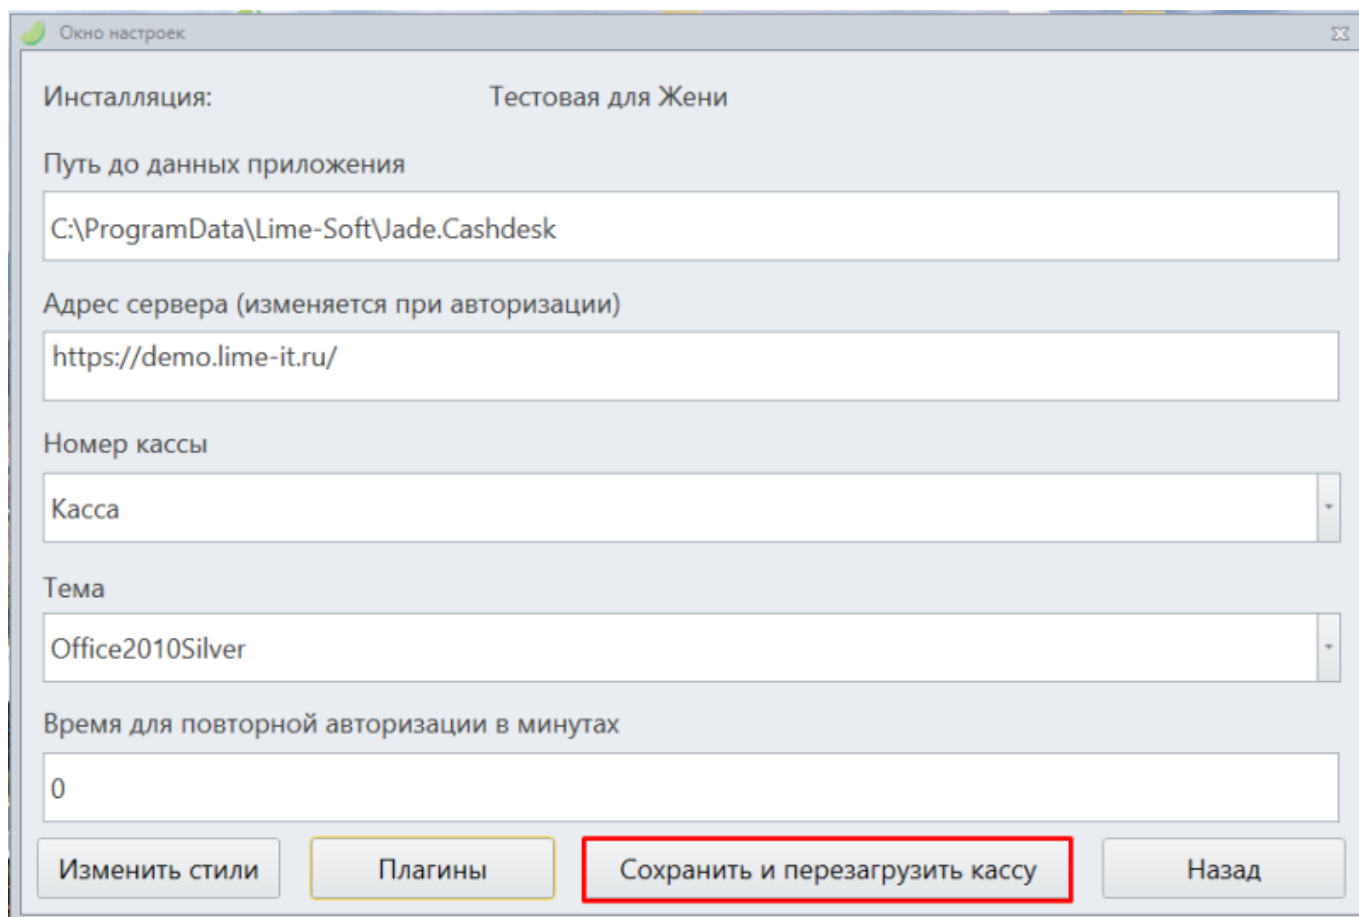 Окно настроек
Инсталляция: Тестовая для Жени
Путь до данных приложения
C:\ProgramData\Lime-Soft\Jade.Cashdesk
Адрес сервера (изменяется при авторизации)
https://demo.lime-it.ru/
Номер кассы
Касса
Тема
Office2010Silver
Время для повторной авторизации в минутах
0
Изменить стили Плагины Сохранить и перезагрузить кассу Назад